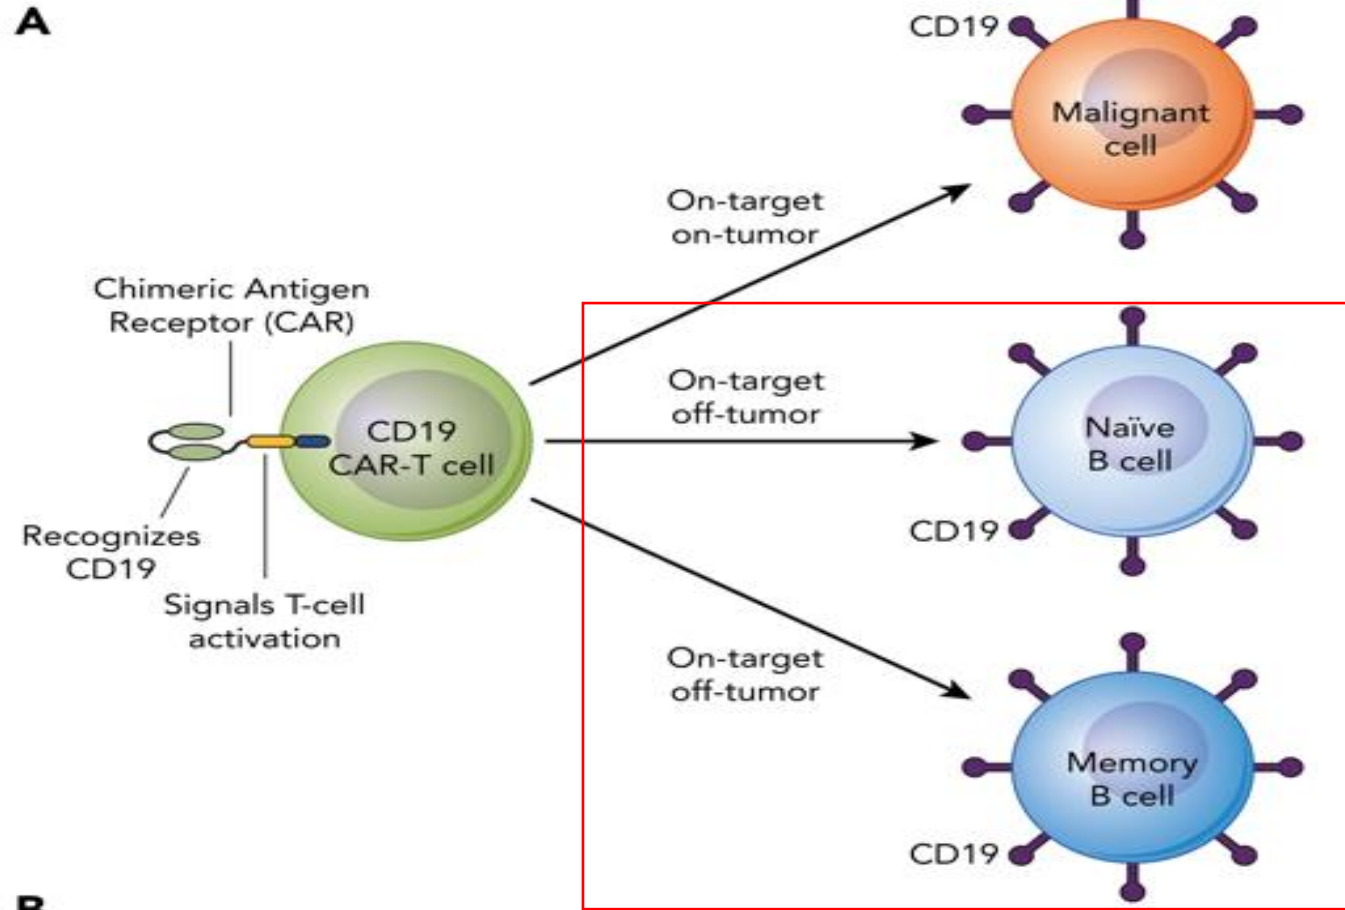 A
CD19
Malignant
cell
On-target
on-tumor
Chimeric Antigen
Receptor (CAR)
On-target
off-tumor
CD19
CAR-T cell
Naïve
B cell
Recognizes
CD19
CD19
Signals T-cell
activation
On-target
off-tumor
Memory
B cell
CD19